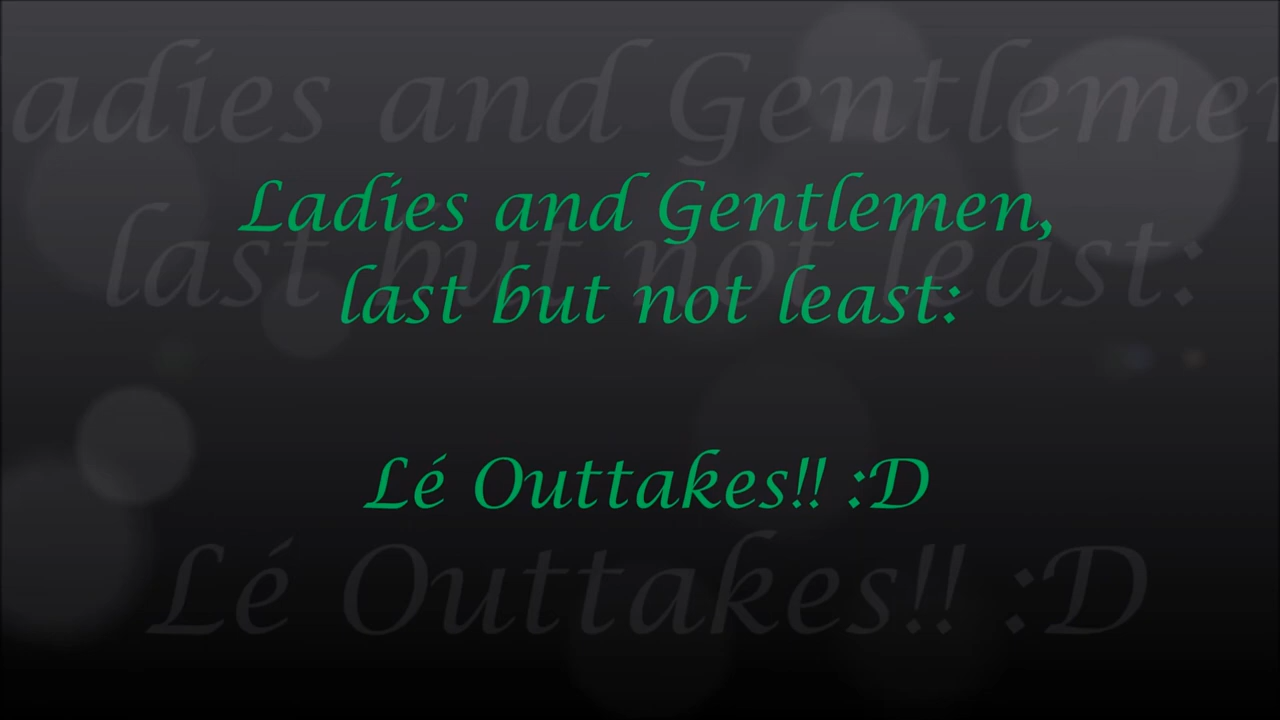 Ladies and Gentlemen,
last but not least:
Lé Outtakes!! :D